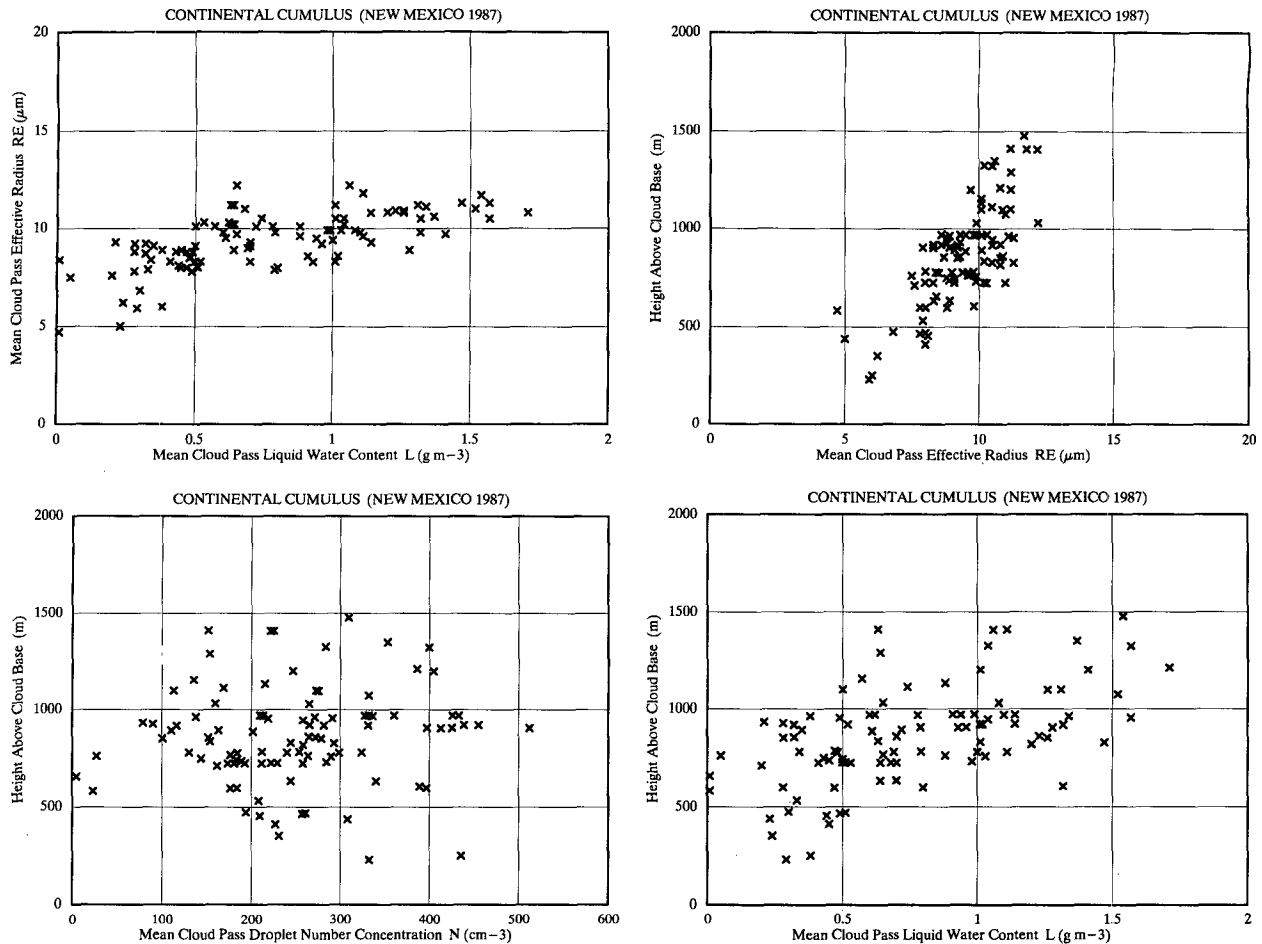 CONTINENTAL CUMULUS (NEW MEXICO 1987)
20
15
10
5
0
Mean Cloud Pass Effective Radius RE (μm)
0 0.5 1 1.5 2
Mean Cloud Pass Liquid Water Content L (g m−3)
CONTINENTAL CUMULUS (NEW MEXICO 1987)
2000
1500
1000
500
0
Height Above Cloud Base (m)
0 5 10 15 20
Mean Cloud Pass Effective Radius RE (μm)
CONTINENTAL CUMULUS (NEW MEXICO 1987)
2000
1500
1000
500
0
Height Above Cloud Base (m)
0 100 200 300 400 500 600
Mean Cloud Pass Droplet Number Concentration N (cm−3)
CONTINENTAL CUMULUS (NEW MEXICO 1987)
2000
1500
1000
500
0
Height Above Cloud Base (m)
0 0.5 1 1.5 2
Mean Cloud Pass Liquid Water Content L (g m−3)